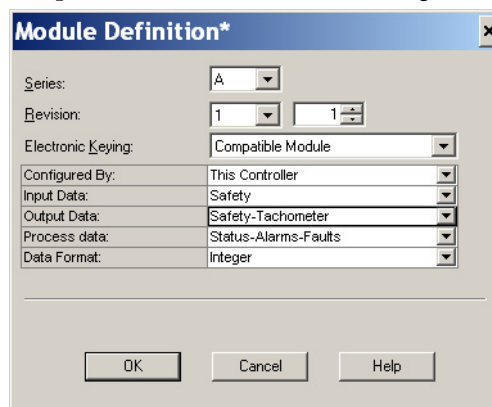 Module Definition*
Series: A
Revision: 1 1
Electronic Keying: Compatible Module
Configured By: This Controller
Input Data: Safety
Output Data: Safety-Tachometer
Process data: Status-Alarms-Faults
Data Format: Integer
OK Cancel Help